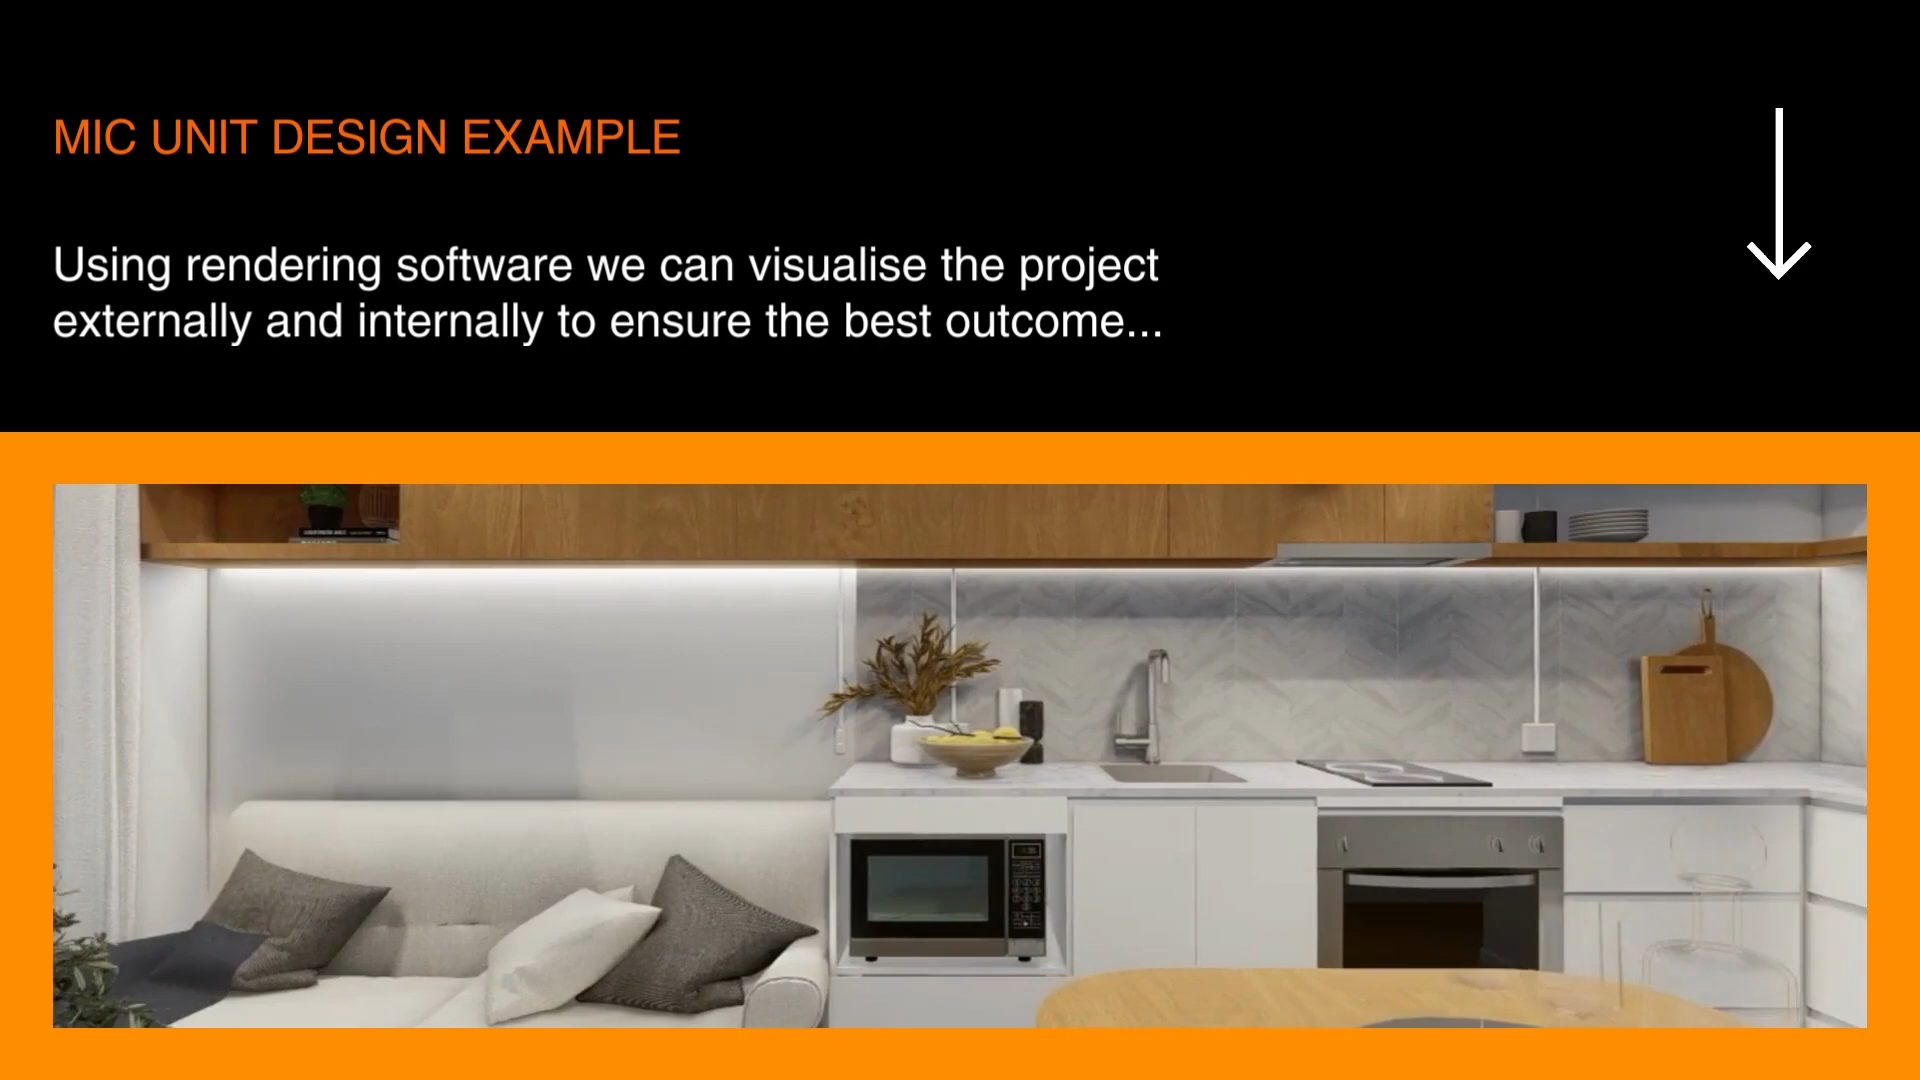 MIC UNIT DESIGN EXAMPLE
Using rendering software we can visualise the project
externally and internally to ensure the best outcome...